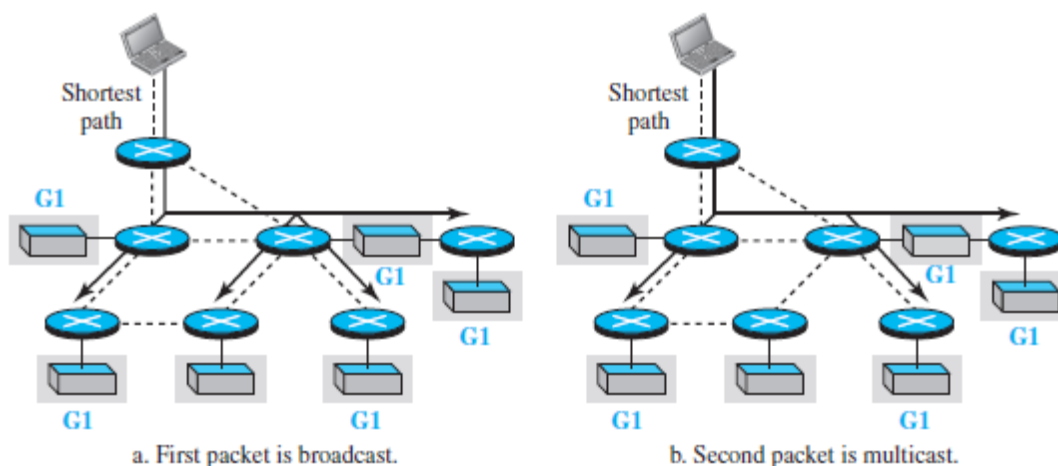 Shortest
path
G1
G1
G1
G1
G1
a. First packet is broadcast.
Shortest
path
G1
G1
G1
G1
G1
b. Second packet is multicast.